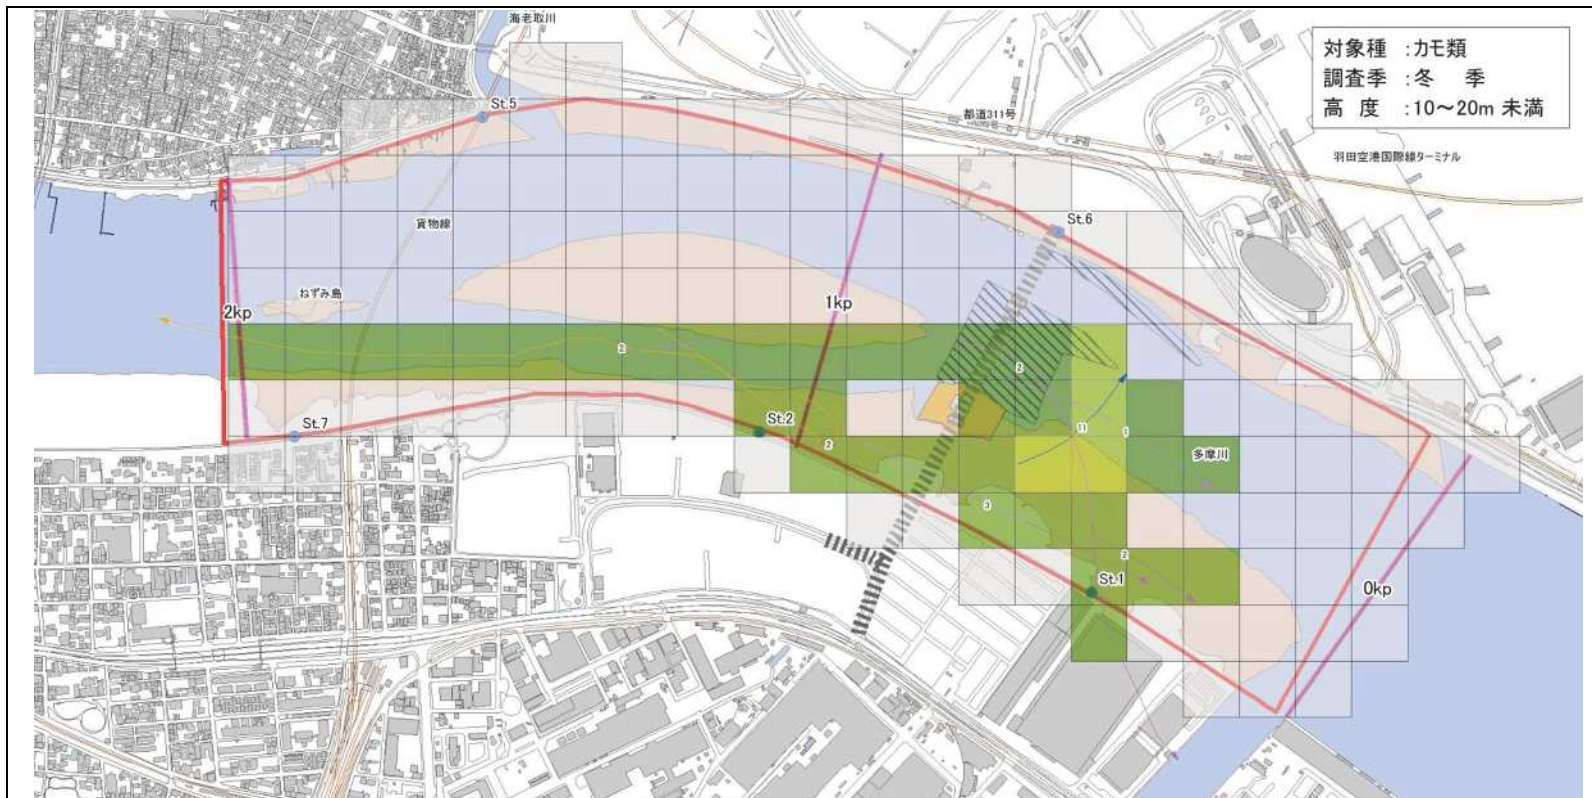 海老取川
対象種 :カモ類
調査季 :冬 季
高 度 :10～20m 未満
St.5
都道311号
羽田空港国際線ターミナル
貨物線
St.6
ねずみ島
2kp
1kp
2
2
St.7
St.2
2
11
1
多摩川
3
2
St.1
0kp